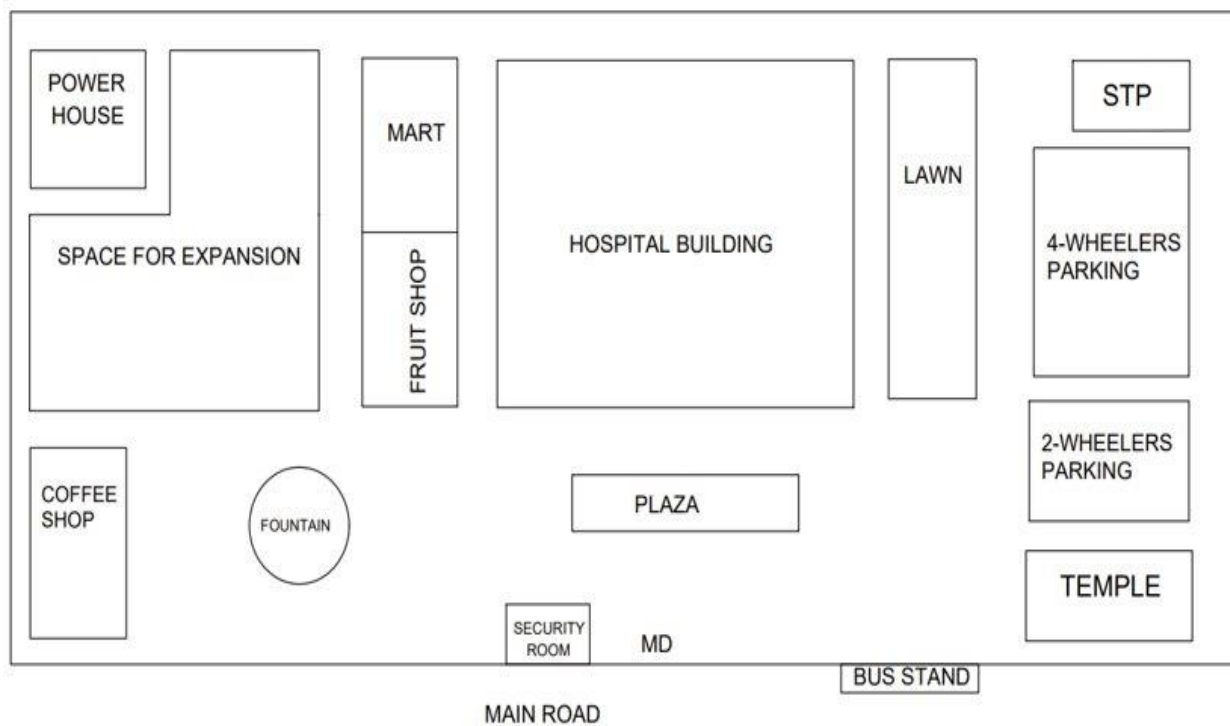 POWER
HOUSE
MART
STP
LAWN
SPACE FOR EXPANSION
HOSPITAL BUILDING
4-WHEELERS
PARKING
FRUIT SHOP
2-WHEELERS
PARKING
COFFEE
SHOP
FOUNTAIN
PLAZA
TEMPLE
SECURITY
ROOM
MD
BUS STAND
MAIN ROAD